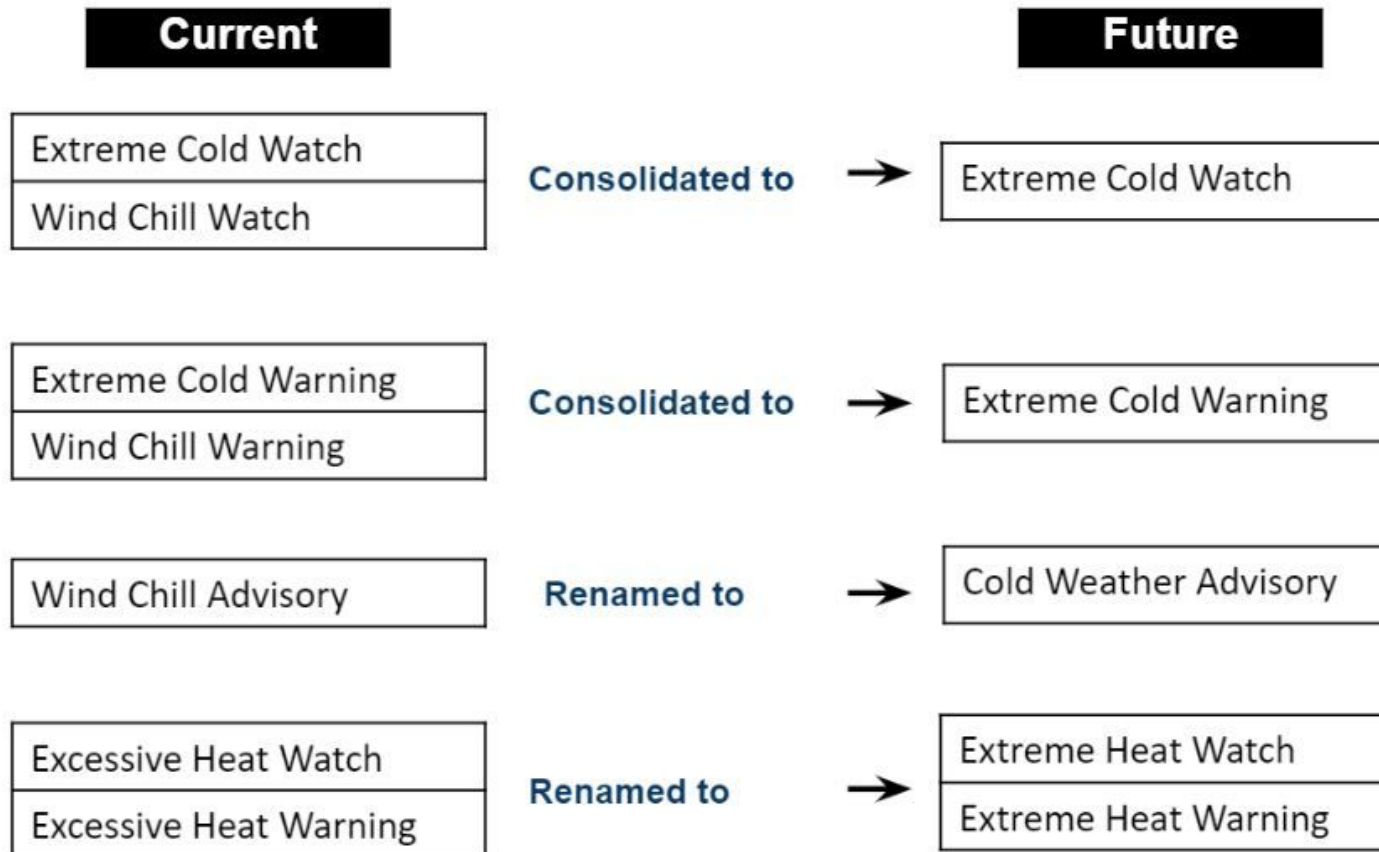 Current
Future
Extreme Cold Watch
Wind Chill Watch
Consolidated to
Extreme Cold Watch
Extreme Cold Warning
Wind Chill Warning
Consolidated to
Extreme Cold Warning
Wind Chill Advisory
Renamed to
Cold Weather Advisory
Excessive Heat Watch
Excessive Heat Warning
Renamed to
Extreme Heat Watch
Extreme Heat Warning